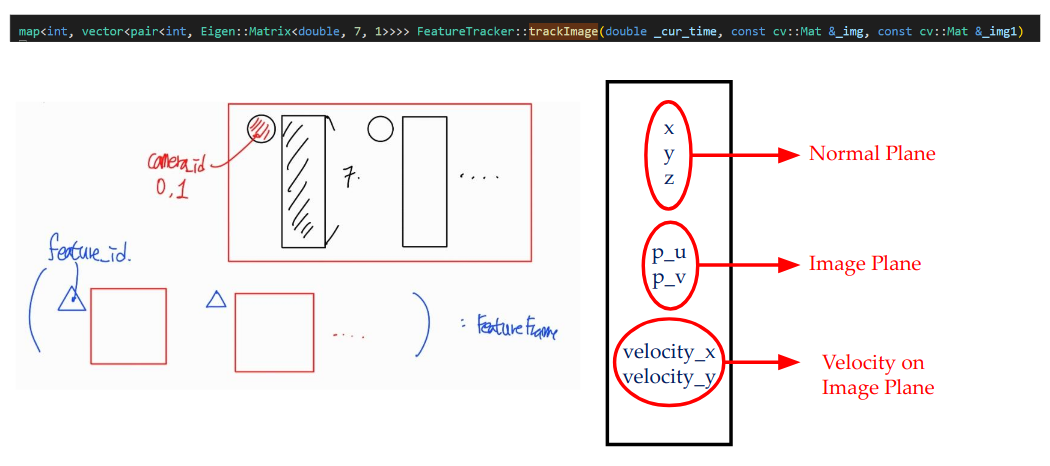 map<int, vector<pair<int, Eigen::Matrix<double, 7, 1>>>> FeatureTracker::trackImage(double _cur_time, const cv::Mat &_img, const cv::Mat &_img1)
camera_id
0,1
7.
....
feature_id.
( .... ) : FeatureFrame
x
y
z
Normal Plane
p_u
p_v
Image Plane
velocity_x
velocity_y
Velocity on
Image Plane